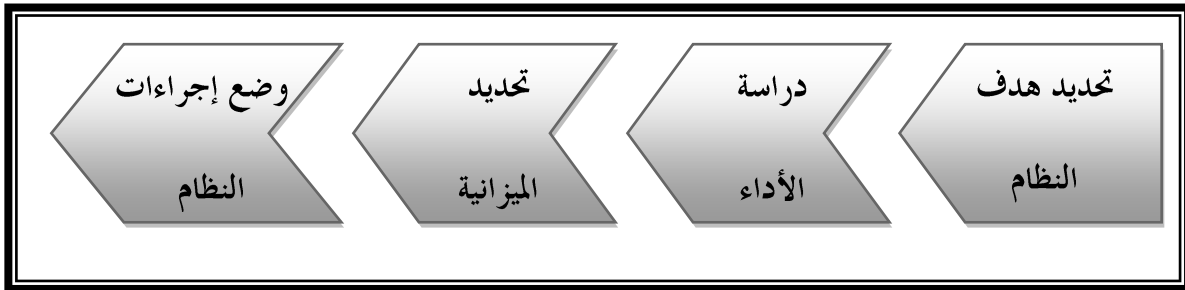 تحديد هدف
النظام
دراسة
الأداء
تحديد
الميزانية
وضع إجراءات
النظام